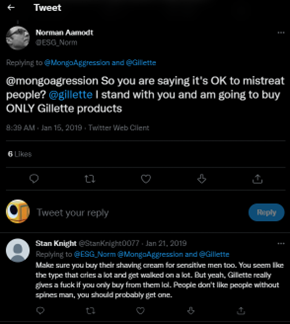 Tweet
Norman Aamodt
@ESG_Norm
Replying to @MongoAggression and @Gillette
@mongoagression So you are saying it's OK to mistreat
people? @gillette I stand with you and am going to buy
ONLY Gillette products
8:39 AM · Jan 15, 2019 · Twitter Web Client
6 Likes
Tweet your reply
Reply
Stan Knight @StanKnight0077 · Jan 21, 2019
Replying to @ESG_Norm @MongoAggression and @Gillette
Make sure you buy their shaving cream for sensitive men too. You seem like
the type that cries a lot and get walked on a lot. But yeah, Gillette really
gives a fuck if you only buy from them lol. People don't like people without
spines man, you should probably get one.